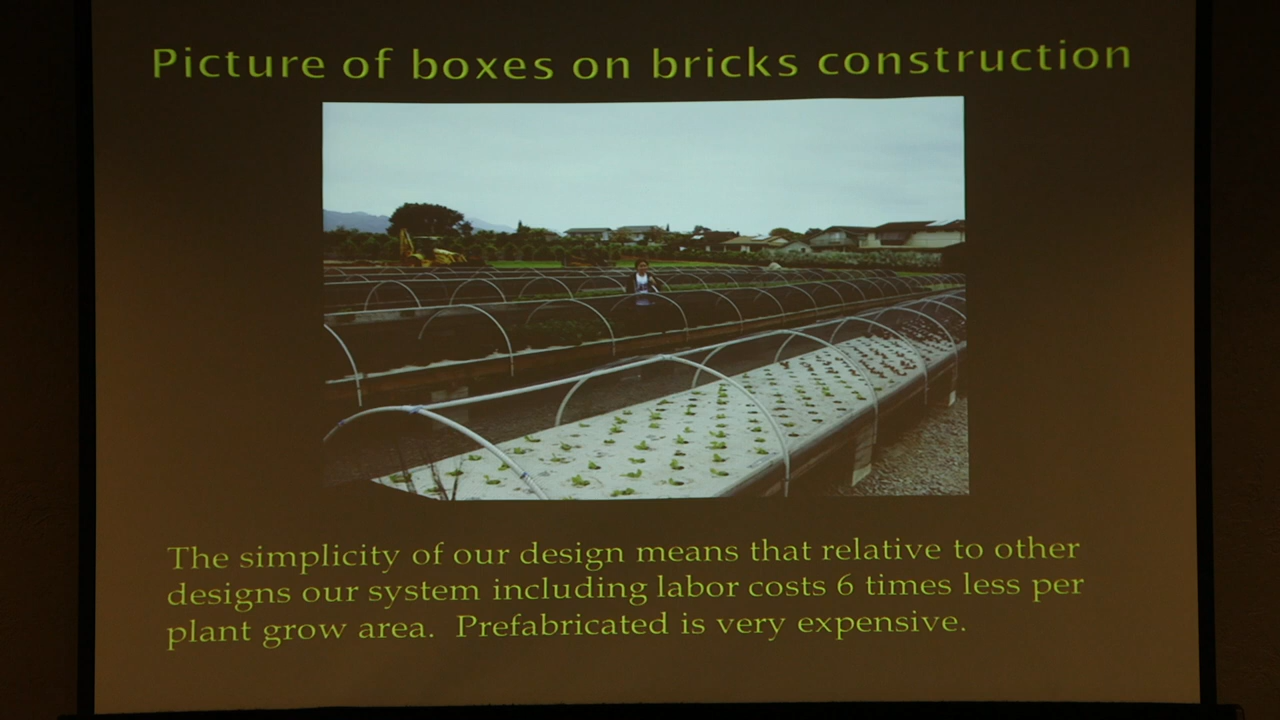 Picture of boxes on bricks construction
The simplicity of our design means that relative to other
designs our system including labor costs 6 times less per
plant grow area.  Prefabricated is very expensive.